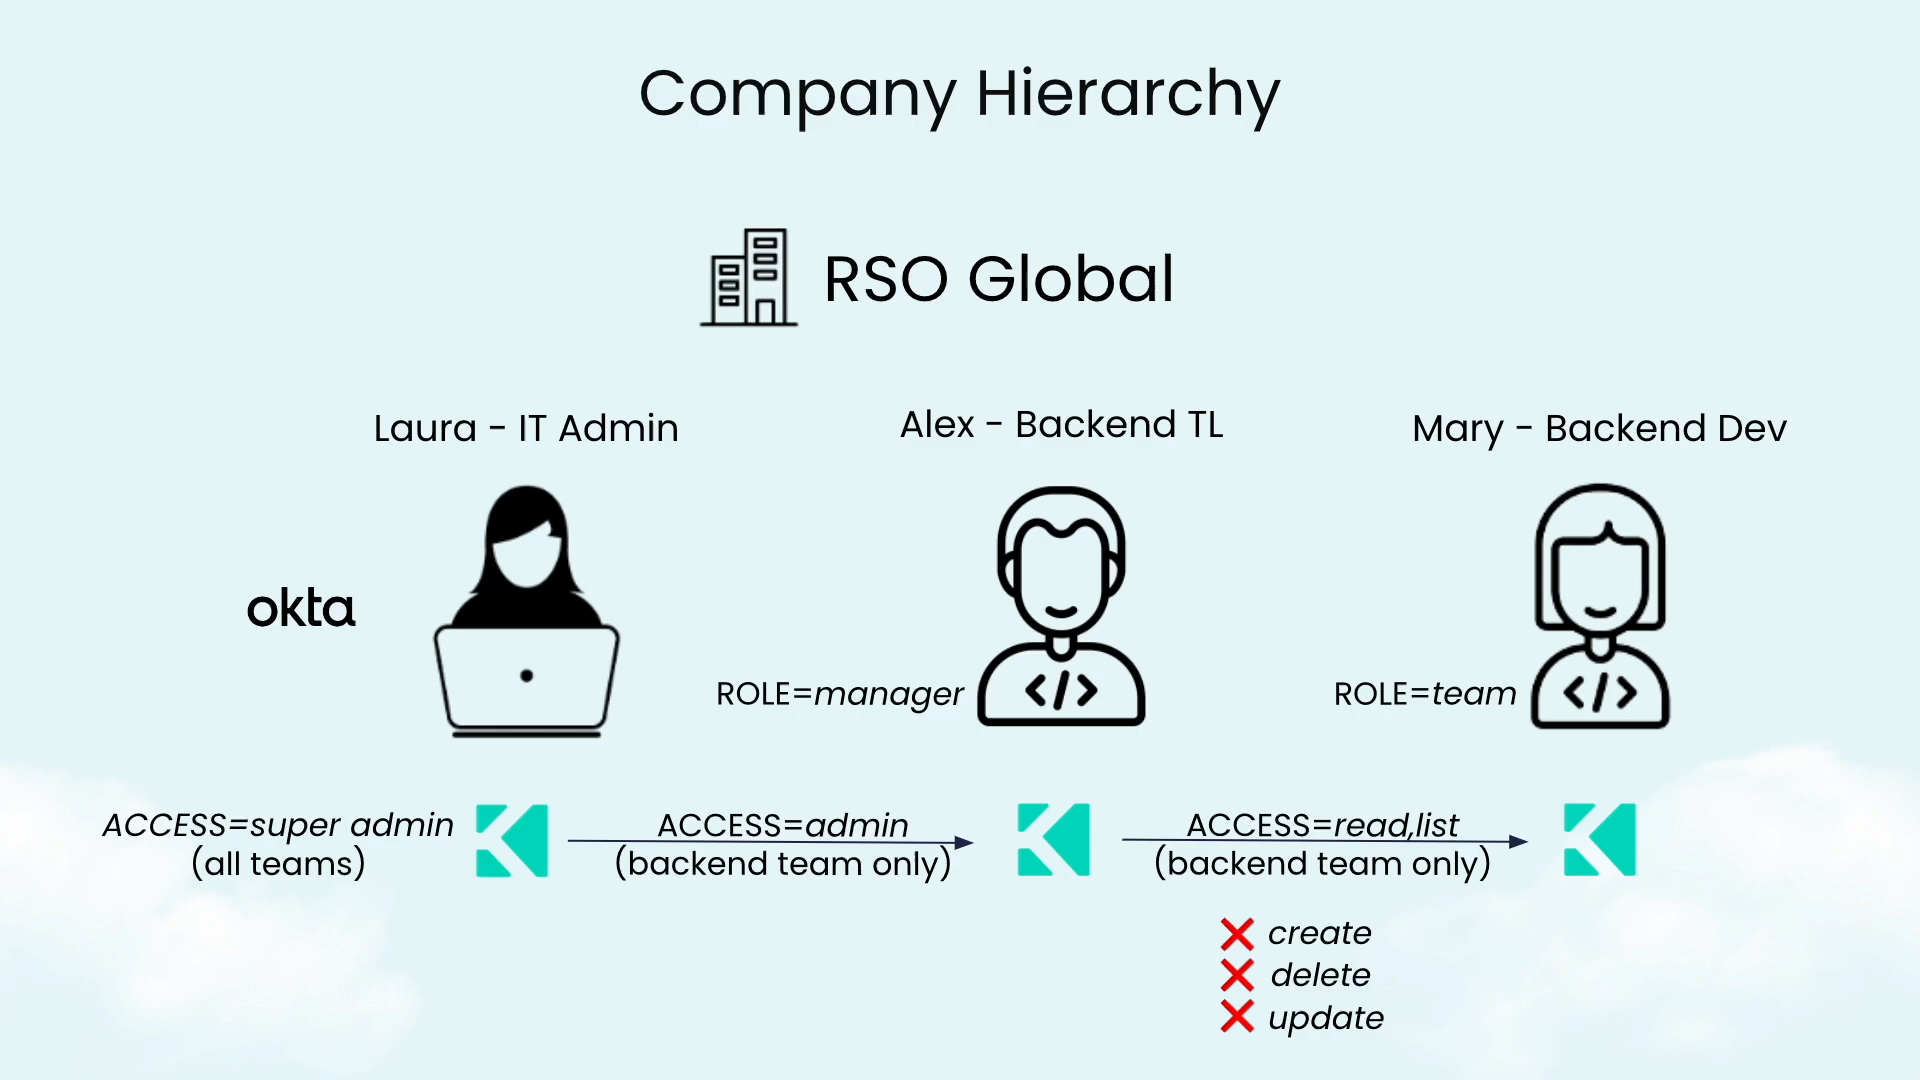 Company Hierarchy
RSO Global
Laura - IT Admin
Alex - Backend TL
Mary - Backend Dev
okta
ROLE=manager
</>
ROLE=team
</>
ACCESS=super admin
(all teams)
ACCESS=admin
(backend team only)
ACCESS=read,list
(backend team only)
create
delete
update